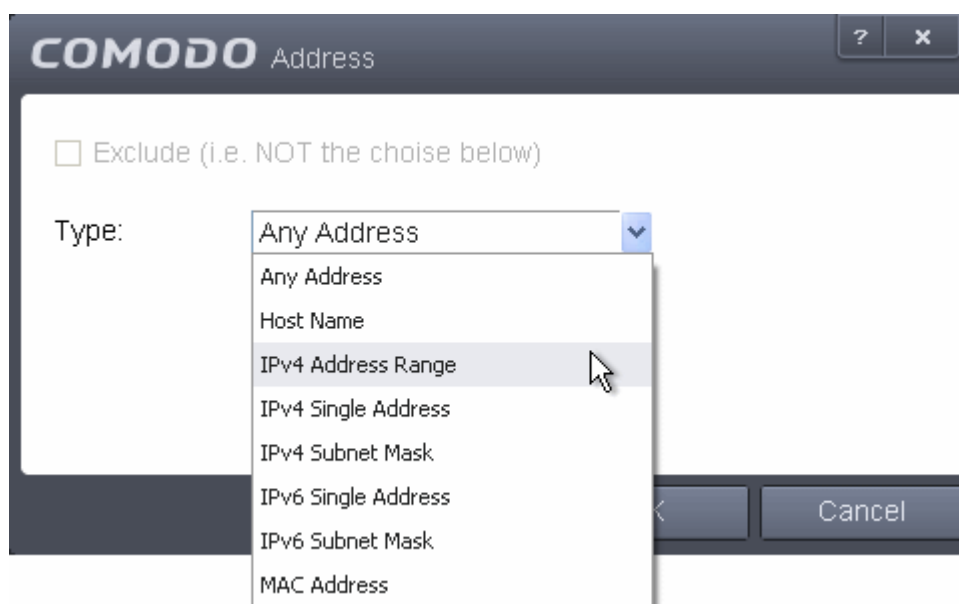 COMODO Address
? x
Exclude (i.e. NOT the choise below)
Type: Any Address
Any Address
Host Name
IPv4 Address Range
IPv4 Single Address
IPv4 Subnet Mask
IPv6 Single Address
IPv6 Subnet Mask
MAC Address
Cancel